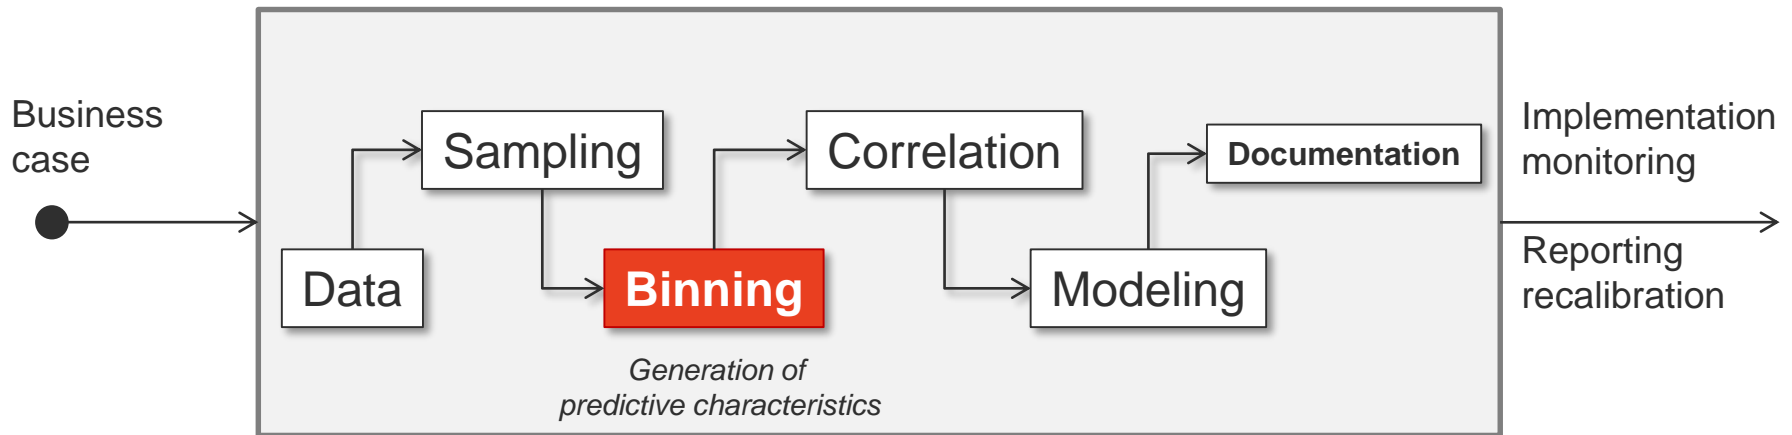 Business
case
Data
Sampling
Binning
Generation of
predictive characteristics
Correlation
Modeling
Documentation
Implementation
monitoring
Reporting
recalibration